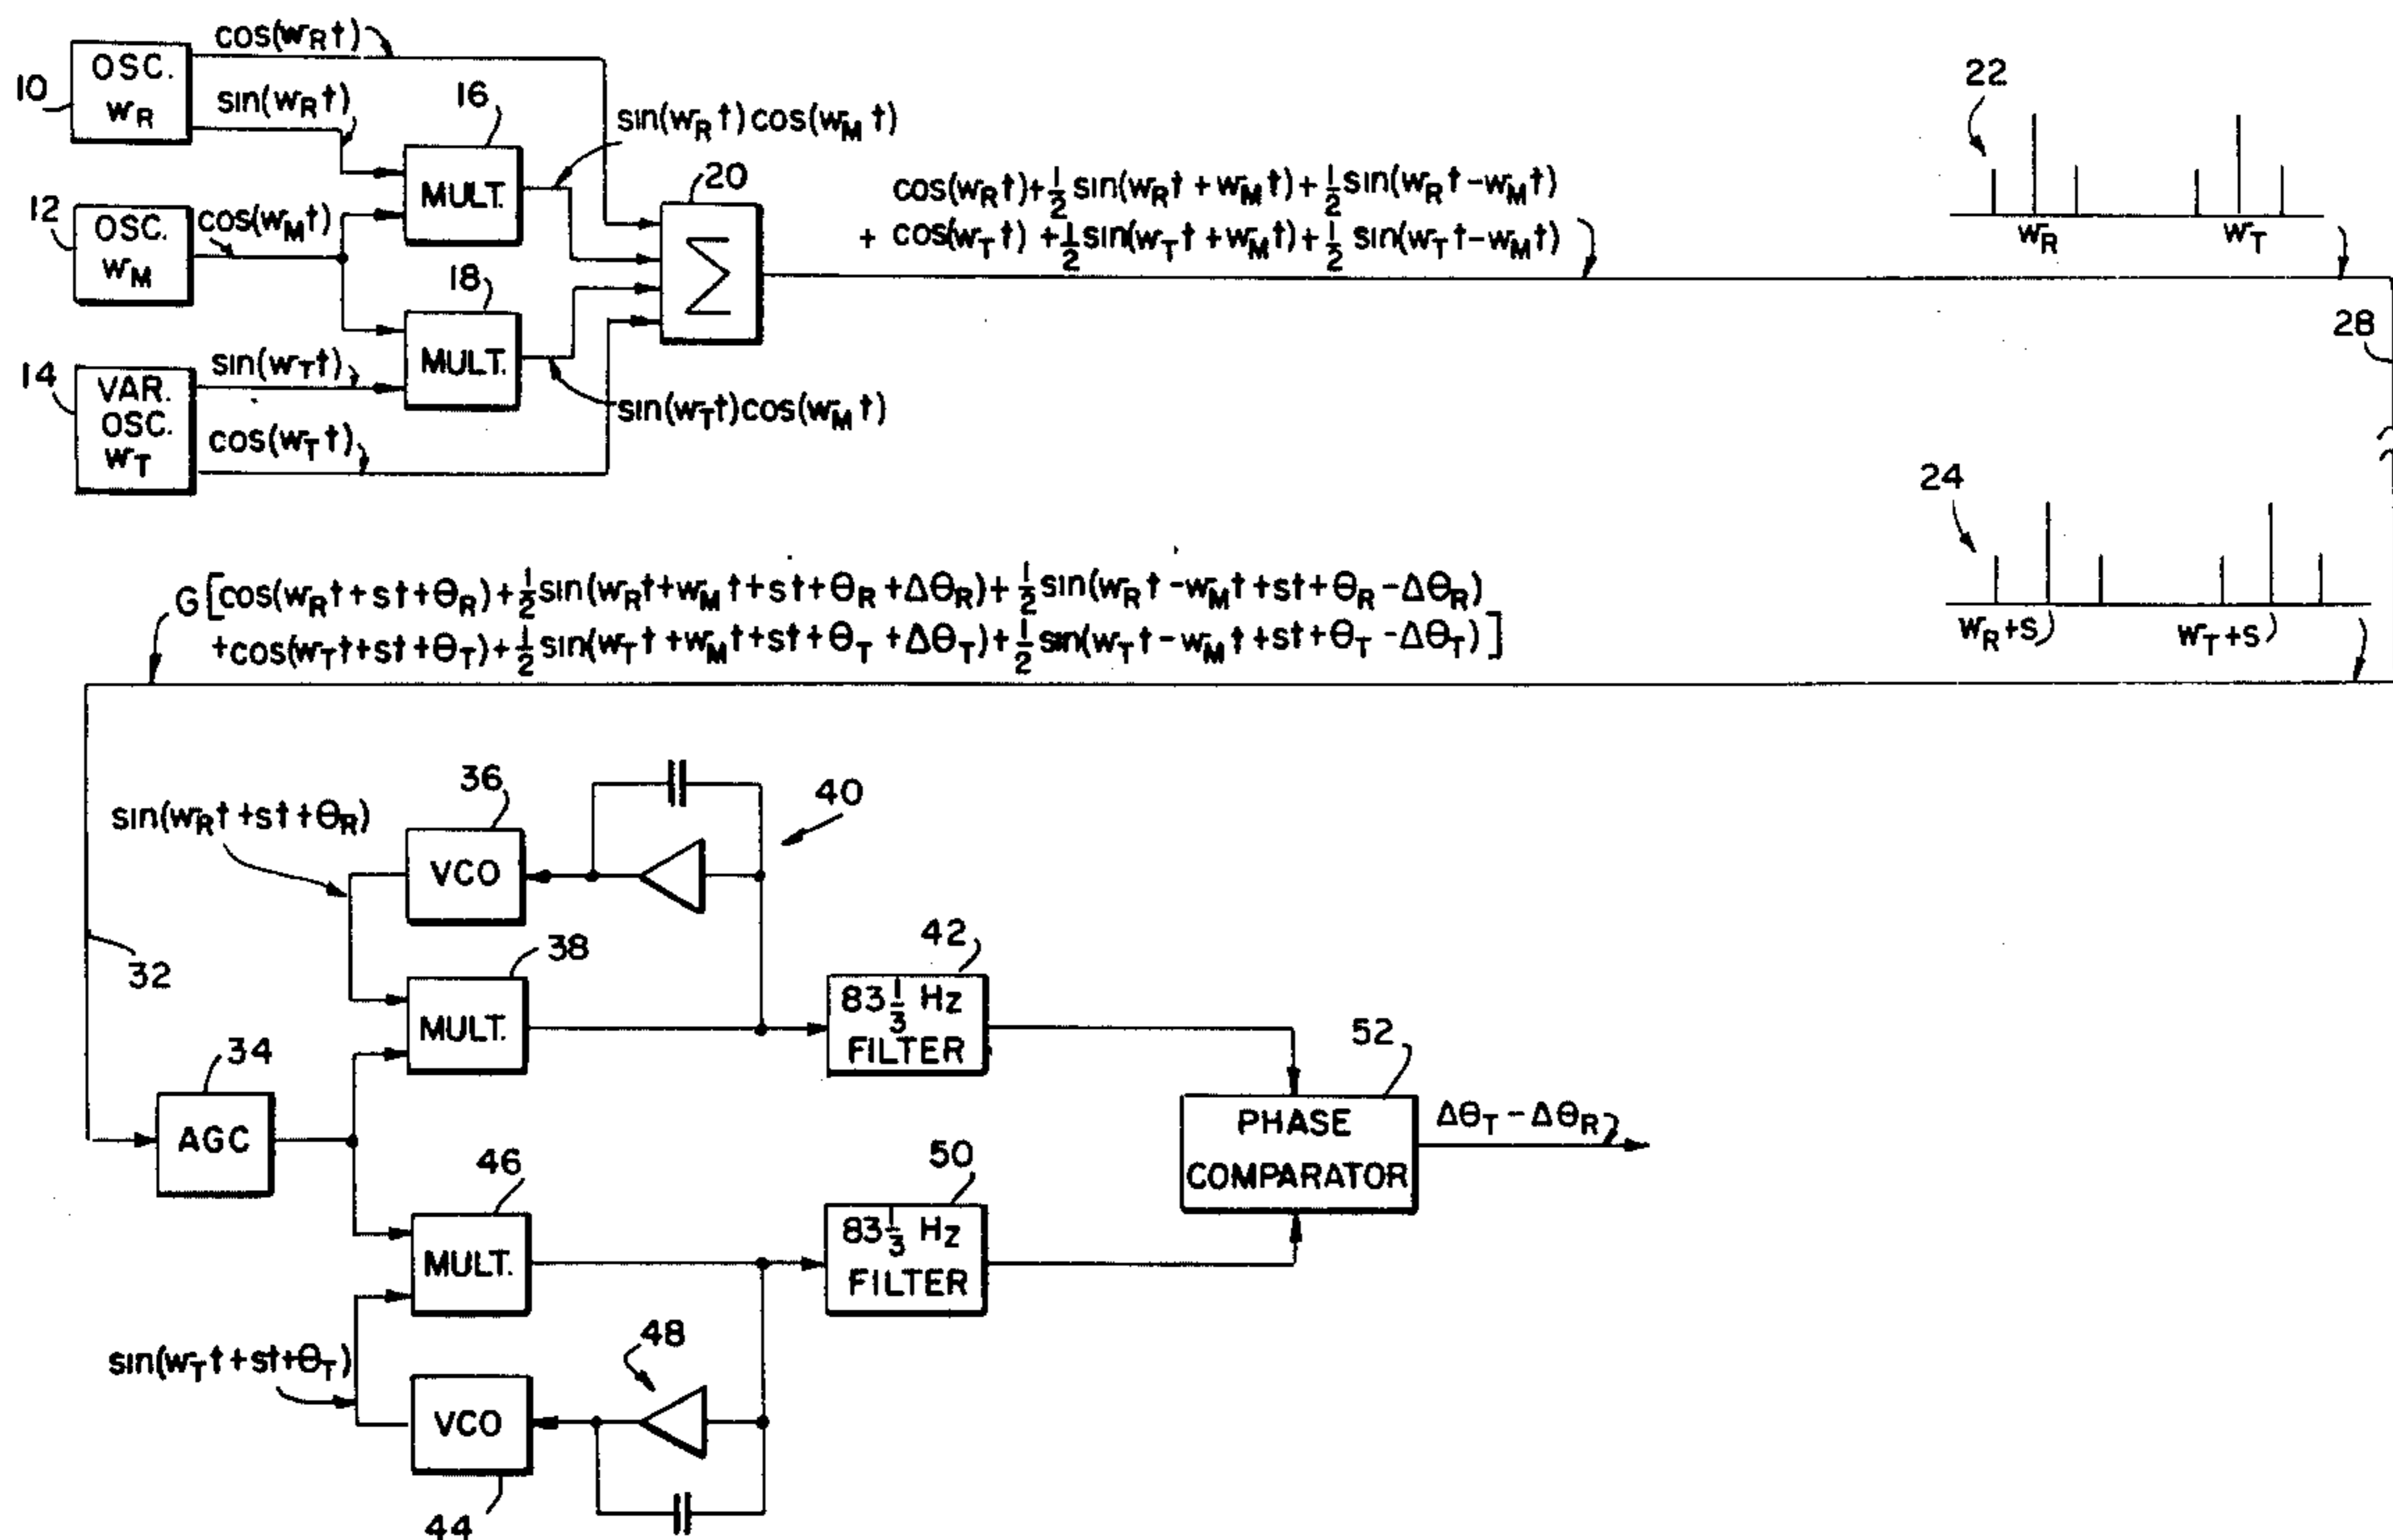 cos(wRt)
OSC.
wR
10
sin(wRt)
16
MULT.
sin(wRt)cos(wMt)
12
OSC.
wM
cos(wMt)
18
MULT.
20
Σ
14
VAR.
OSC.
wT
sin(wTt)
cos(wTt)
sin(wTt)cos(wMt)
cos(wRt)+½sin(wRt+wMt)+½sin(wRt-wMt)
+ cos(wTt)+½sin(wTt+wMt)+½sin(wTt-wMt)
22
wR wT
28
24
wR+s) wT+s)
G[cos(wRt+st+θR)+½sin(wRt+wMt+st+θR+ΔθR)+½sin(wRt-wMt+st+θR-ΔθR)
+cos(wTt+st+θT)+½sin(wTt+wMt+st+θT+ΔθT)+½sin(wTt-wMt+st+θT-ΔθT)]
32
sin(wRt+st+θR)
36
VCO
40
38
MULT.
42
83⅓ Hz
FILTER
34
AGC
52
PHASE
COMPARATOR
ΔθT-ΔθR
46
MULT.
50
83⅓ Hz
FILTER
sin(wTt+st+θT)
48
VCO
44